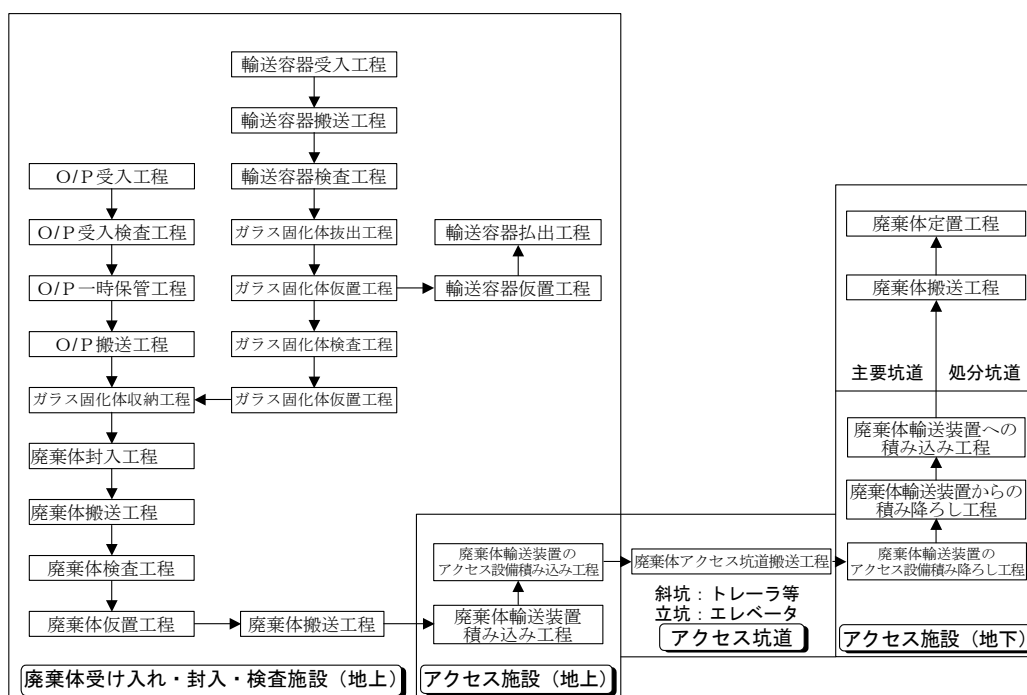 輸送容器受入工程
輸送容器搬送工程
輸送容器検査工程
ガラス固化体抜出工程
ガラス固化体仮置工程
ガラス固化体検査工程
ガラス固化体仮置工程
輸送容器払出工程
輸送容器仮置工程
O/P受入工程
O/P受入検査工程
O/P一時保管工程
O/P搬送工程
ガラス固化体収納工程
廃棄体封入工程
廃棄体搬送工程
廃棄体検査工程
廃棄体仮置工程
廃棄体搬送工程
廃棄体輸送装置の
アクセス設備積み込み工程
廃棄体輸送装置
積み込み工程
廃棄体受け入れ・封入・検査施設（地上）
アクセス施設（地上）
廃棄体アクセス坑道搬送工程
斜坑：トレーラ等
立坑：エレベータ
アクセス坑道
廃棄体定置工程
廃棄体搬送工程
主要坑道
処分坑道
廃棄体輸送装置への
積み込み工程
廃棄体輸送装置からの
積み降ろし工程
廃棄体輸送装置の
アクセス設備積み降ろし工程
アクセス施設（地下）